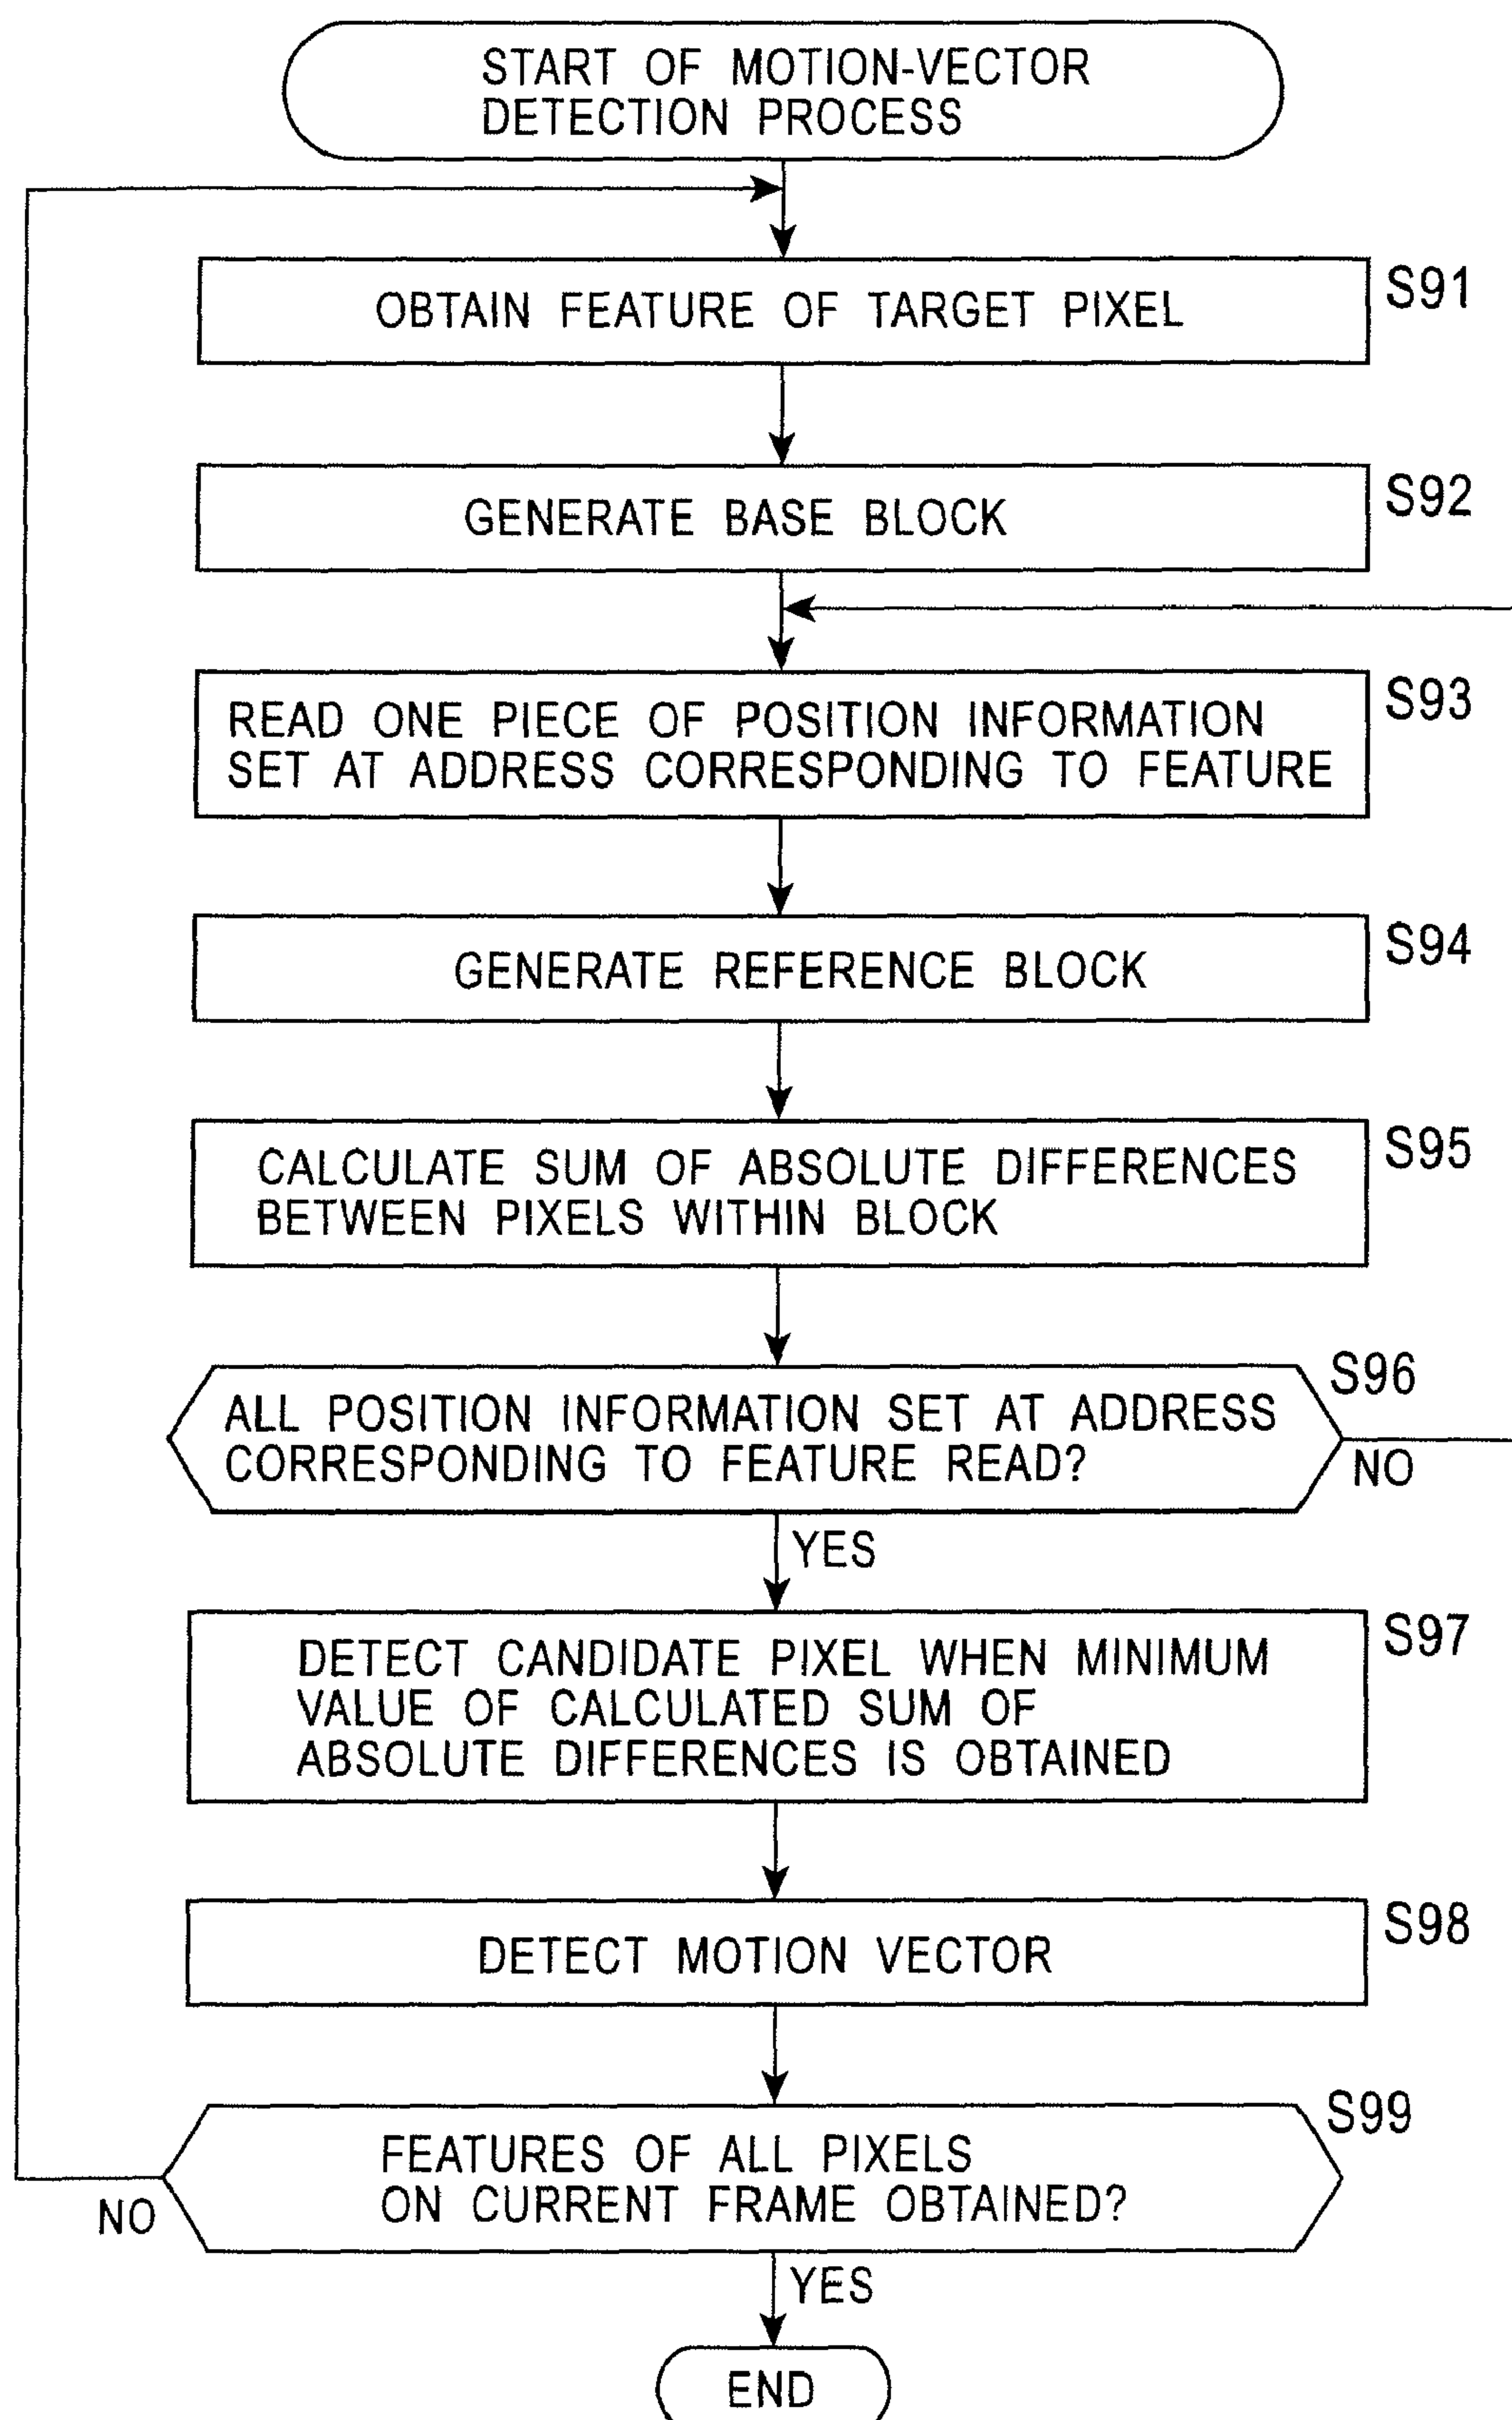 START OF MOTION-VECTOR
DETECTION PROCESS
S91
OBTAIN FEATURE OF TARGET PIXEL
S92
GENERATE BASE BLOCK
S93
READ ONE PIECE OF POSITION INFORMATION
SET AT ADDRESS CORRESPONDING TO FEATURE
S94
GENERATE REFERENCE BLOCK
S95
CALCULATE SUM OF ABSOLUTE DIFFERENCES
BETWEEN PIXELS WITHIN BLOCK
S96
ALL POSITION INFORMATION SET AT ADDRESS
CORRESPONDING TO FEATURE READ?
NO
YES
S97
DETECT CANDIDATE PIXEL WHEN MINIMUM
VALUE OF CALCULATED SUM OF
ABSOLUTE DIFFERENCES IS OBTAINED
S98
DETECT MOTION VECTOR
S99
FEATURES OF ALL PIXELS
ON CURRENT FRAME OBTAINED?
NO
YES
END